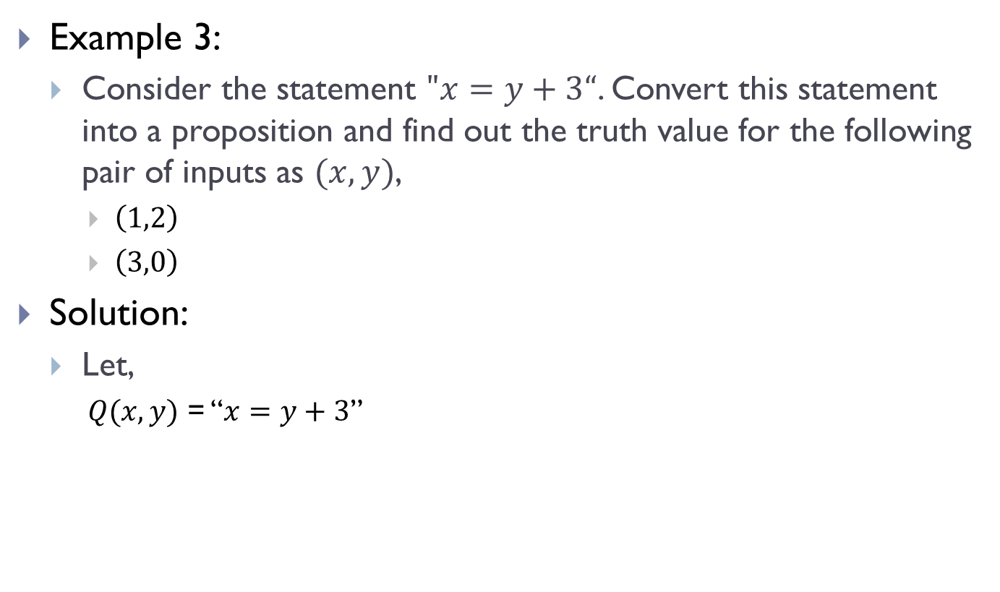 Example 3:
Consider the statement "x = y + 3“. Convert this statement
into a proposition and find out the truth value for the following
pair of inputs as (x, y),
(1,2)
(3,0)
Solution:
Let,
Q(x, y) = “x = y + 3”